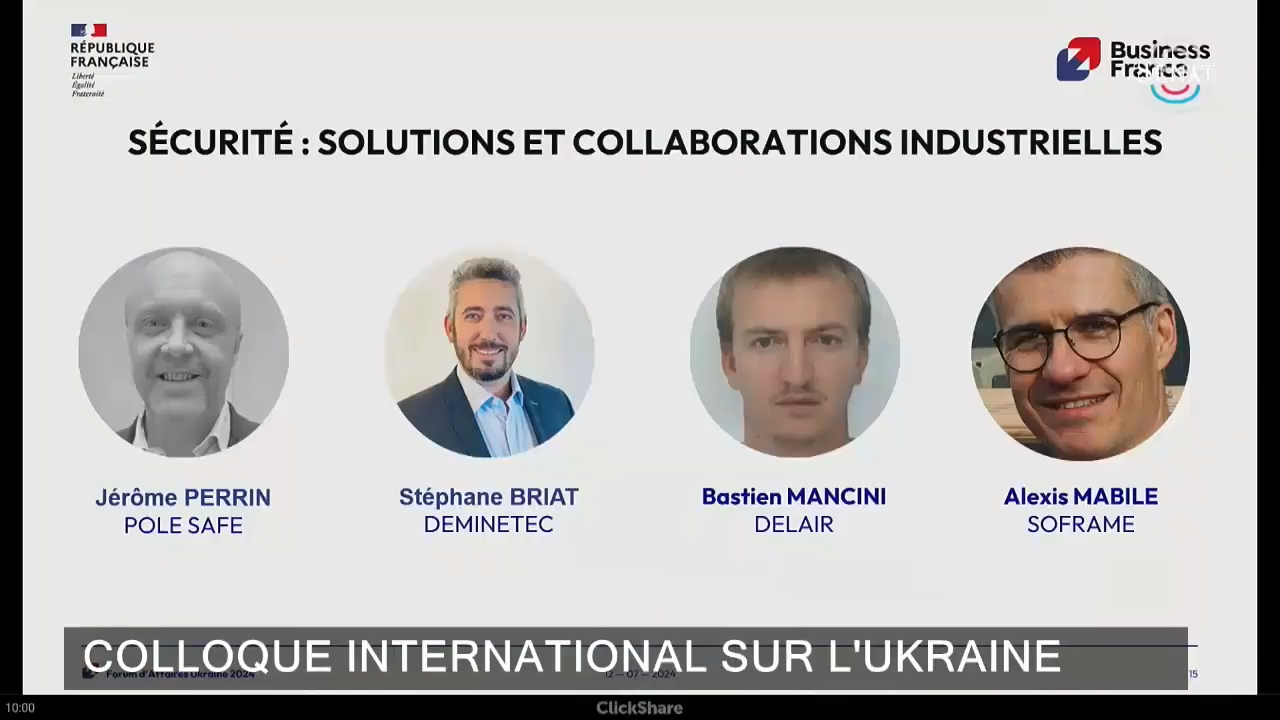 RÉPUBLIQUE
FRANÇAISE
Liberté
Égalité
Fraternité
Business
France
SÉNAT
SÉCURITÉ : SOLUTIONS ET COLLABORATIONS INDUSTRIELLES
Jérôme PERRIN
POLE SAFE
Stéphane BRIAT
DEMINETEC
Bastien MANCINI
DELAIR
Alexis MABILE
SOFRAME
COLLOQUE INTERNATIONAL SUR L'UKRAINE
Forum d'Affaires Ukraine 2024
12 – 07 – 2024
15
10:00
ClickShare